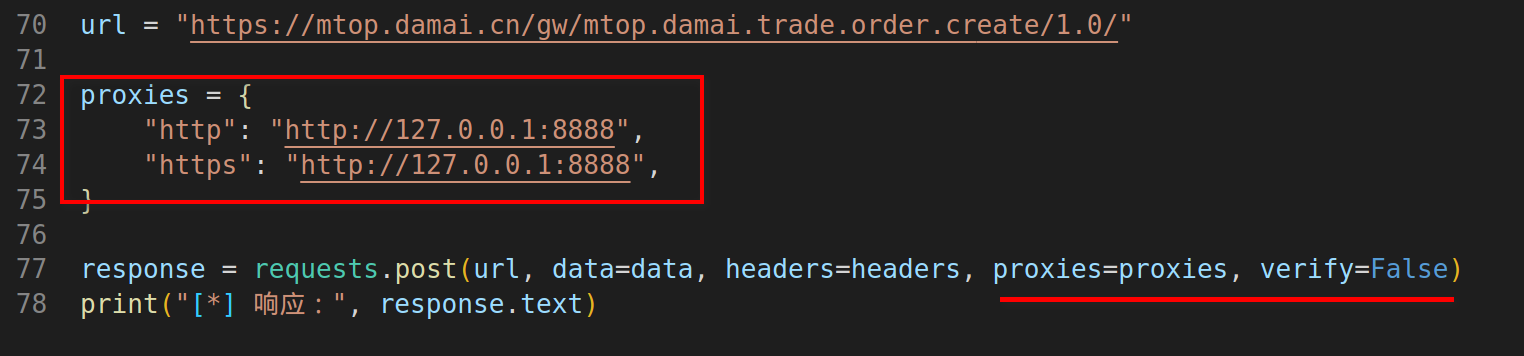 70 url = "https://mtop.damai.cn/gw/mtop.damai.trade.order.create/1.0/"
71
72 proxies = {
73     "http": "http://127.0.0.1:8888",
74     "https": "http://127.0.0.1:8888",
75 }
76
77 response = requests.post(url, data=data, headers=headers, proxies=proxies, verify=False)
78 print("[*] 响应：", response.text)